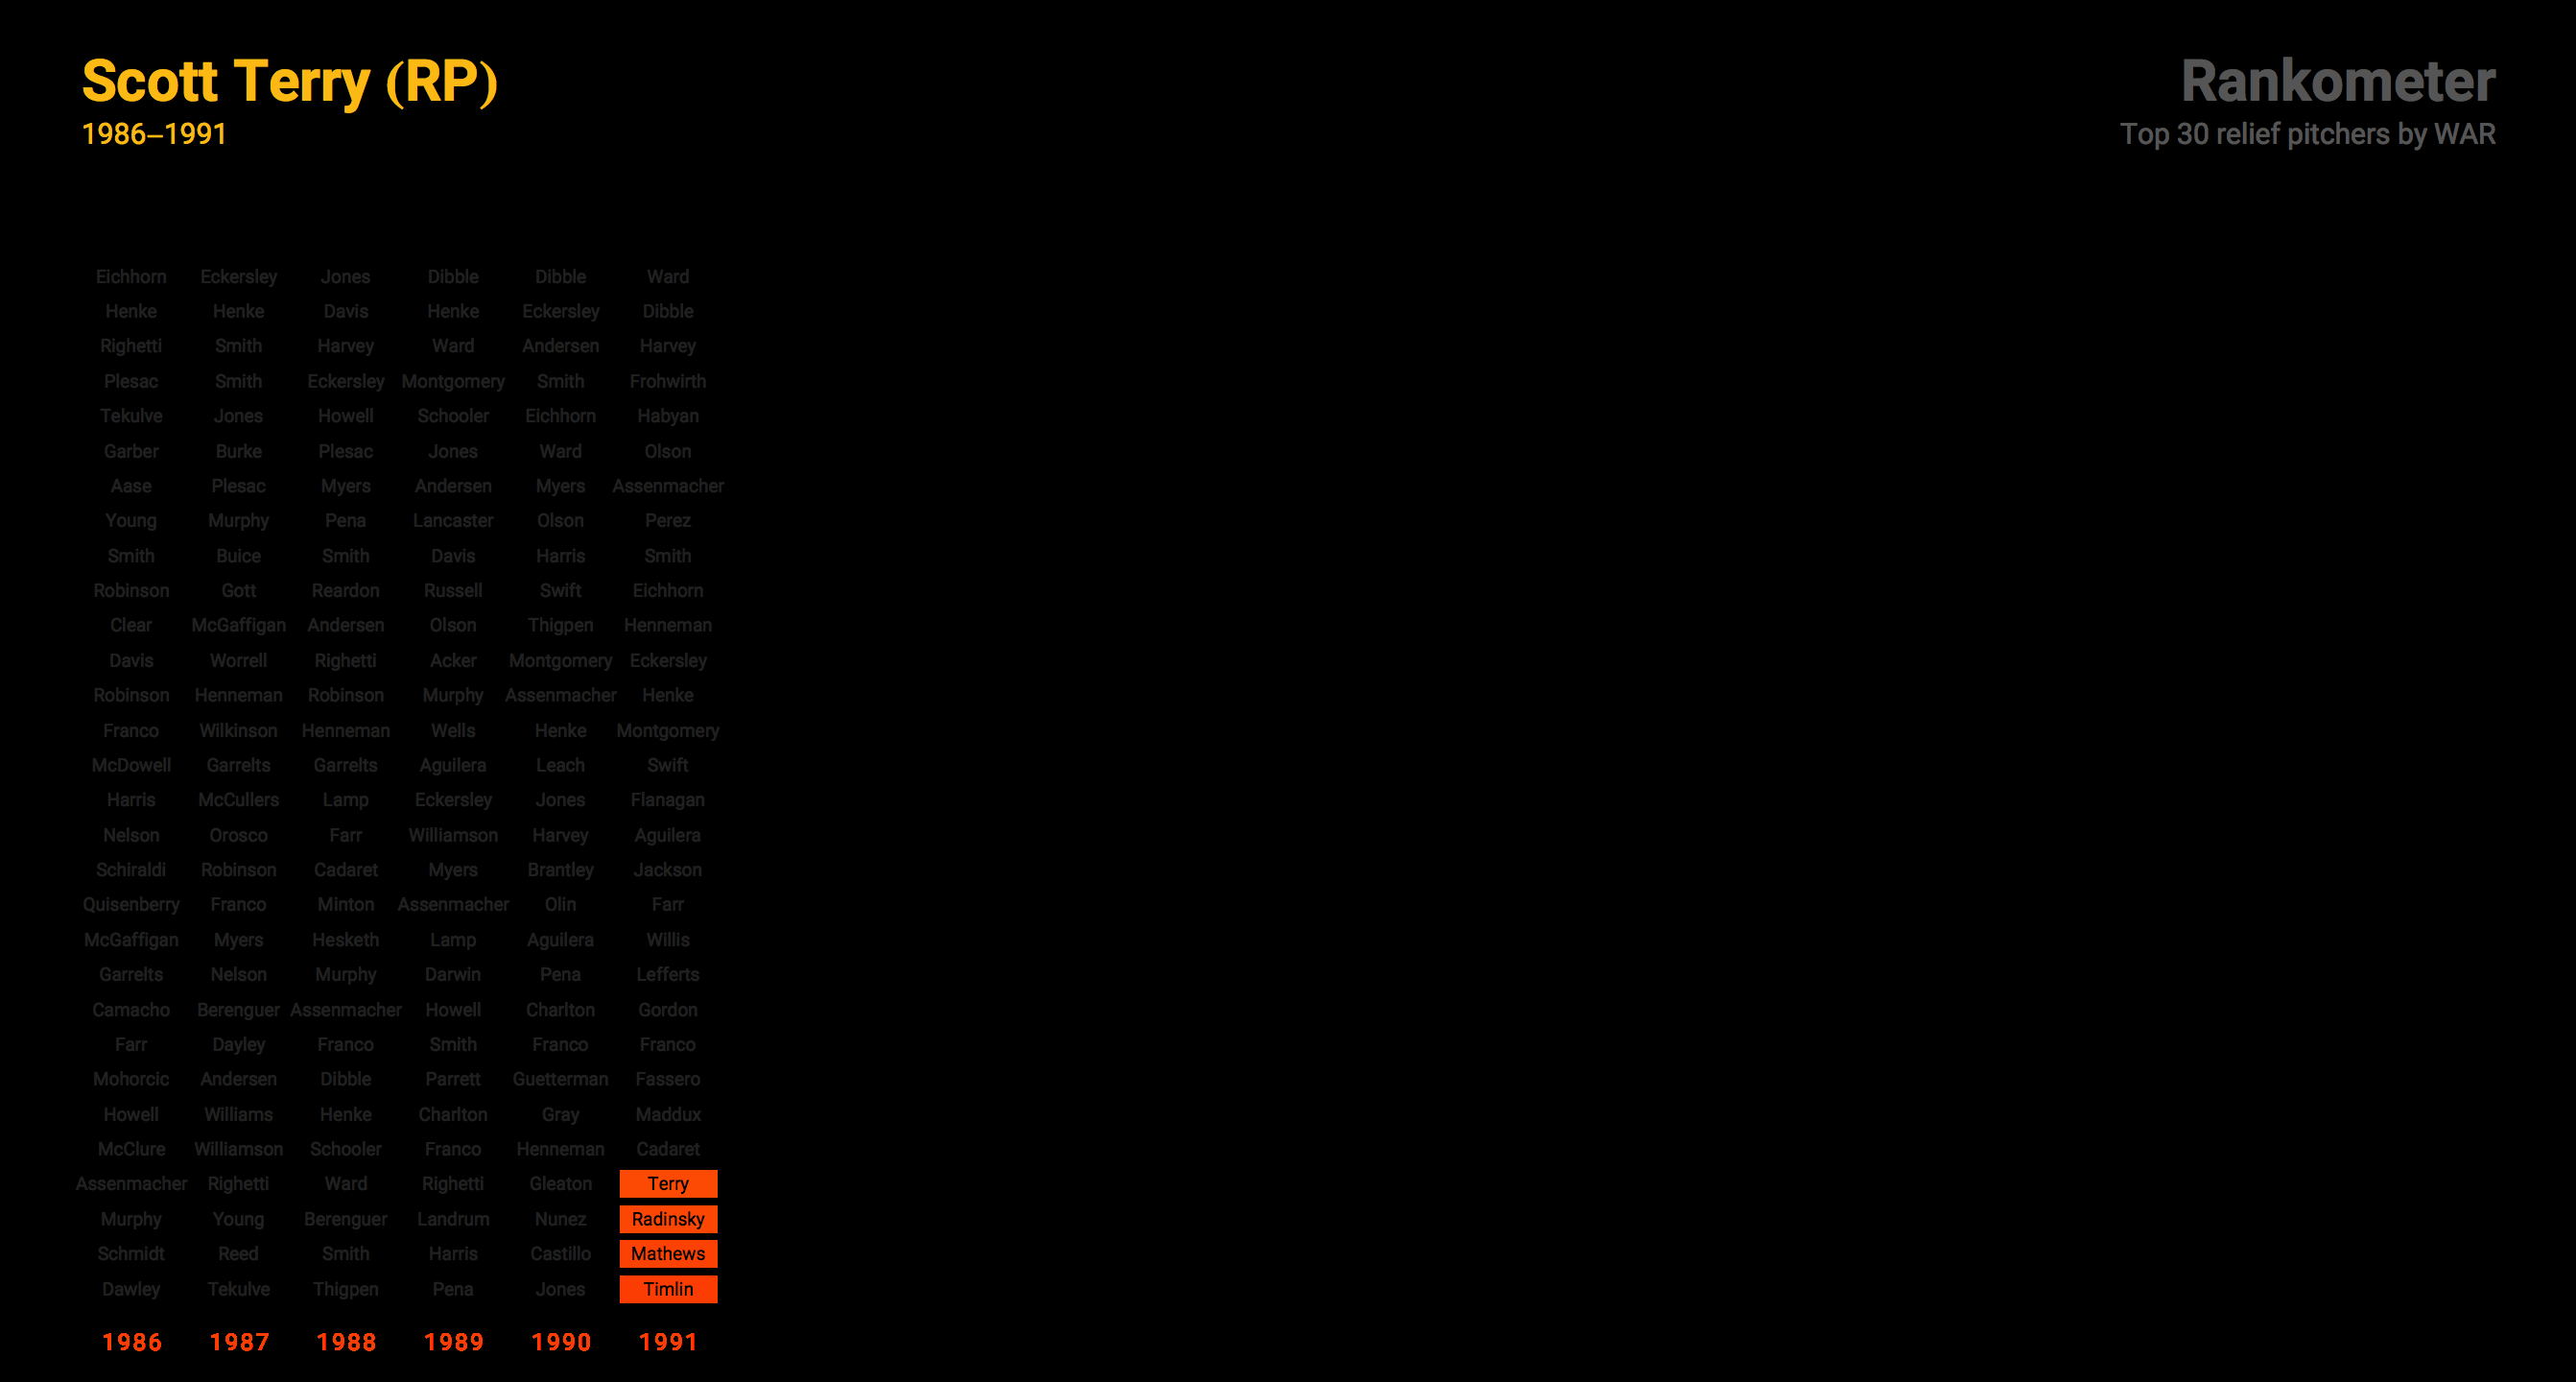 Scott Terry (RP)
1986–1991
Rankometer
Top 30 relief pitchers by WAR
Eichhorn Eckersley Jones Dibble Dibble Ward
Henke Henke Davis Henke Eckersley Dibble
Righetti Smith Harvey Ward Andersen Harvey
Plesac Smith Eckersley Montgomery Smith Frohwirth
Tekulve Jones Howell Schooler Eichhorn Habyan
Garber Burke Plesac Jones Ward Olson
Aase Plesac Myers Andersen Myers Assenmacher
Young Murphy Pena Lancaster Olson Perez
Smith Buice Smith Davis Harris Smith
Robinson Gott Reardon Russell Swift Eichhorn
Clear McGaffigan Andersen Olson Thigpen Henneman
Davis Worrell Righetti Acker Montgomery Eckersley
Robinson Henneman Robinson Murphy Assenmacher Henke
Franco Wilkinson Henneman Wells Henke Montgomery
McDowell Garrelts Garrelts Aguilera Leach Swift
Harris McCullers Lamp Eckersley Jones Flanagan
Nelson Orosco Farr Williamson Harvey Aguilera
Schiraldi Robinson Cadaret Myers Brantley Jackson
Quisenberry Franco Minton Assenmacher Olin Farr
McGaffigan Myers Hesketh Lamp Aguilera Willis
Garrelts Nelson Murphy Darwin Pena Lefferts
Camacho Berenguer Assenmacher Howell Charlton Gordon
Farr Dayley Franco Smith Franco Franco
Mohorcic Andersen Dibble Parrett Guetterman Fassero
Howell Williams Henke Charlton Gray Maddux
McClure Williamson Schooler Franco Henneman Cadaret
Assenmacher Righetti Ward Righetti Gleaton Terry
Murphy Young Berenguer Landrum Nunez Radinsky
Schmidt Reed Smith Harris Castillo Mathews
Dawley Tekulve Thigpen Pena Jones Timlin
1986 1987 1988 1989 1990 1991